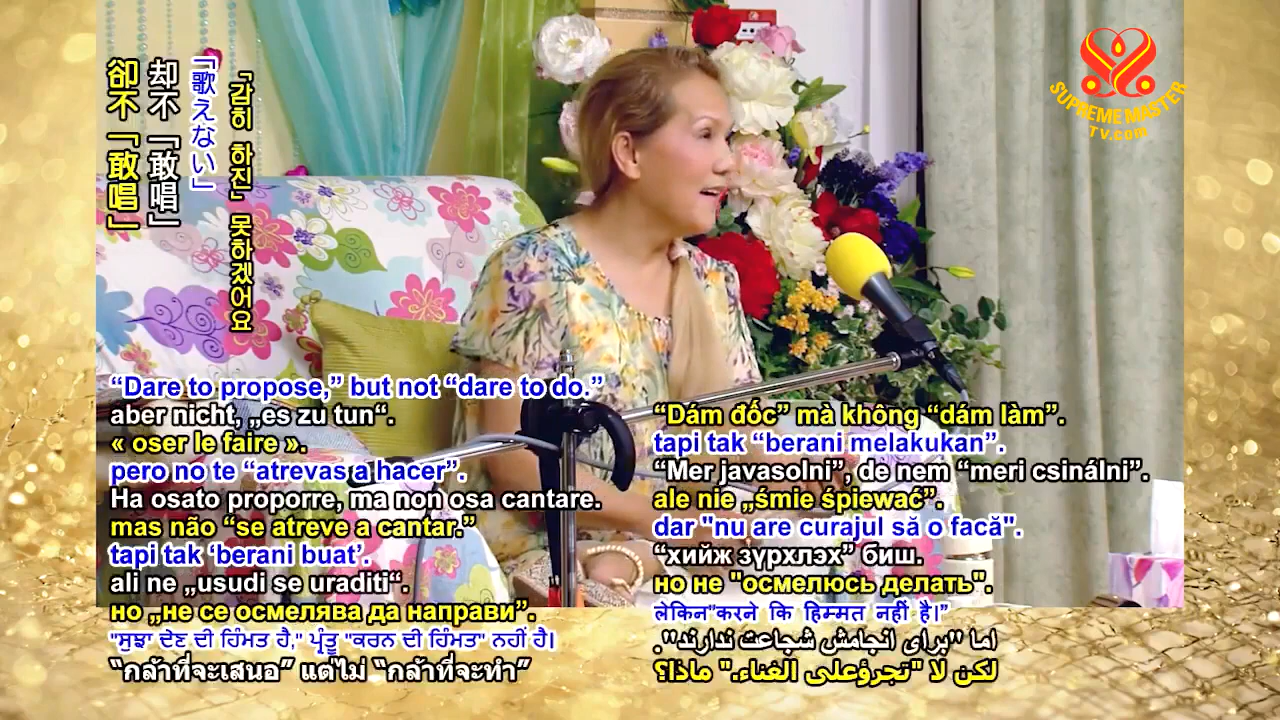 「감히 하진」 못하겠어요
「歌えない」
却不「敢唱」
卻不「敢唱」
SUPREME MASTER
TV.com
“Dare to propose,” but not “dare to do.”
aber nicht, „es zu tun“.
« oser le faire ».
pero no te “atrevas a hacer”.
Ha osato proporre, ma non osa cantare.
mas não “se atreve a cantar.”
tapi tak ‘berani buat’.
ali ne „usudi se uraditi“.
но „не се осмелява да направи”.
"ਸੁਝਾ ਦੇਣ ਦੀ ਹਿੰਮਤ ਹੈ," ਪ੍ਰੰਤੂ "ਕਰਨ ਦੀ ਹਿੰਮਤ" ਨਹੀਂ ਹੈ।
“กล้าที่จะเสนอ” แต่ไม่ “กล้าที่จะทำ”
“Dám đốc” mà không “dám làm”.
tapi tak “berani melakukan”.
“Mer javasolni”, de nem “meri csinálni”.
ale nie „śmie śpiewać”.
dar "nu are curajul să o facă".
“хийж зүрхлэх” биш.
но не "осмелюсь делать".
लेकिन"करने कि हिम्मत नहीं है।”
اما "برای انجامش شجاعت ندارند".
لكن لا "تجرؤعلى الغناء." ماذا؟